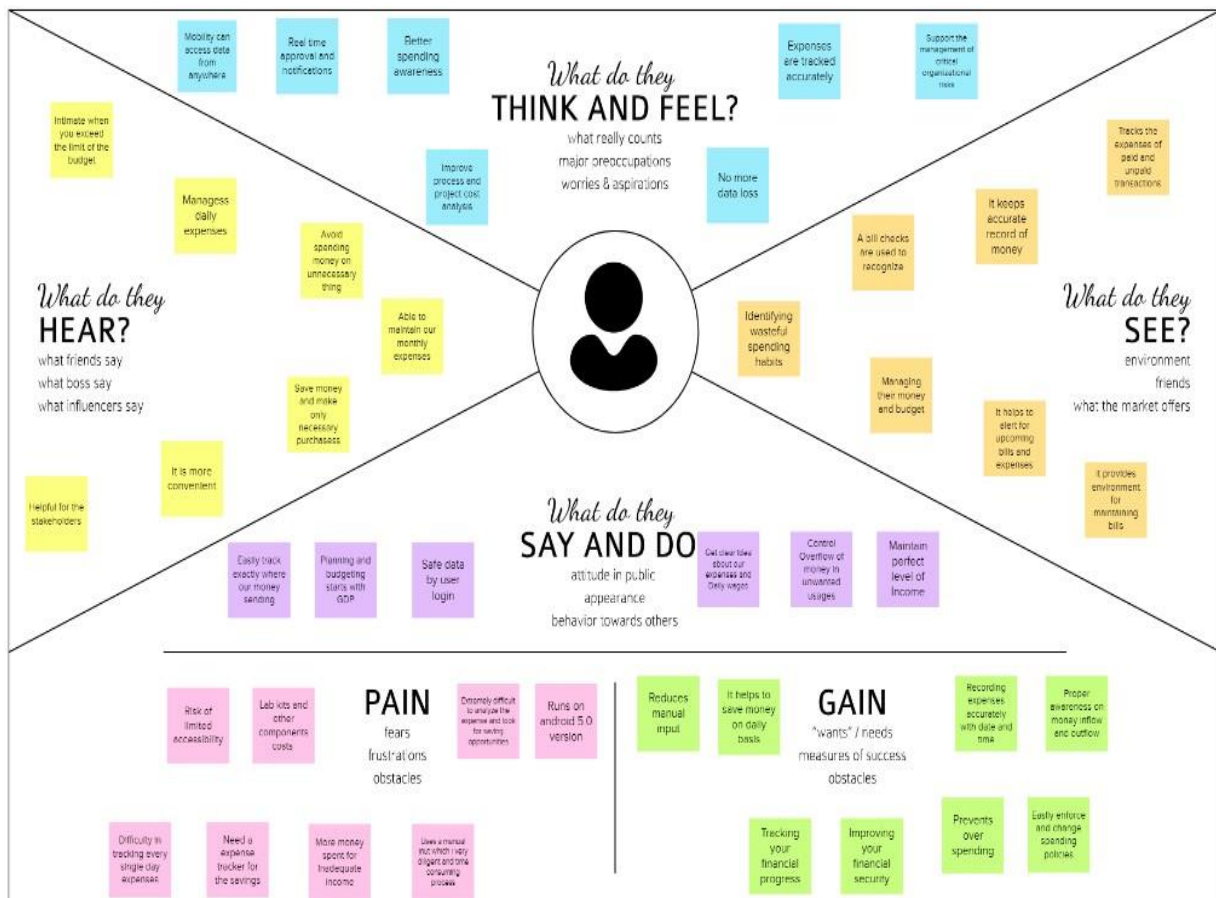 Mobility can
access data
from
anywhere
Real time
approval and
notifications
Better
spending
awareness
What do they
THINK AND FEEL?
what really counts
major preoccupations
worries & aspirations
Expenses
are tracked
accurately
Support the
management of
critical
organizational
Improve
process and
project cost
analysis
No more
data loss
Intimate when
you exceed
the limit of the
budget
Managess
daily
expenses
Avoid
spending
money on
unnecessary
thing
Able to
maintain our
monthly
expenses
What do they
HEAR?
what friends say
what boss say
what influencers say
Save money
and make
only
necessary
purchasess
It is more
convenient
Helpful for the
stakeholders
Tracks the
expenses of
paid and
unpaid
transactions
It keeps
accurate
record of
money
A bill checks
are used to
recognize
Identifying
wasteful
spending
habits
What do they
SEE?
environment
friends
what the market offers
Managing
their money
and budget
It helps to
alert for
upcoming
bills and
expenses
It provides
environment
for
maintaining
bills
What do they
SAY AND DO
attitude in public
appearance
behavior towards others
Easily track
exactly where
our money
sending
Planning and
budgeting
starts with
GDP
Safe data
by user
login
Get clear idea
about our
expenses and
Daily wages
Control
Overflow of
money in
unwanted
usages
Maintain
perfect
level of
Income
PAIN
fears
frustrations
obstacles
Risk of
limited
accessibility
Lab kits and
other
components
costs
Extremely difficult
to analyze the
expense and look
for saving
opportunities
Runs on
android 5.0
version
Difficulty in
tracking every
single day
expenses
Need a
expense
tracker for
the savings
More money
spent for
Inadequate
income
Uses a manual
diligent and time
consuming
process
GAIN
"wants" / needs
measures of success
obstacles
Reduces
manual
input
It helps to
save money
on daily
basis
Recording
expenses
accurately
with date and
time
Proper
awareness on
money inflow
and outflow
Tracking
your
financial
progress
Improving
your
financial
security
Prevents
over
spending
Easily enforce
and change
spending
policies